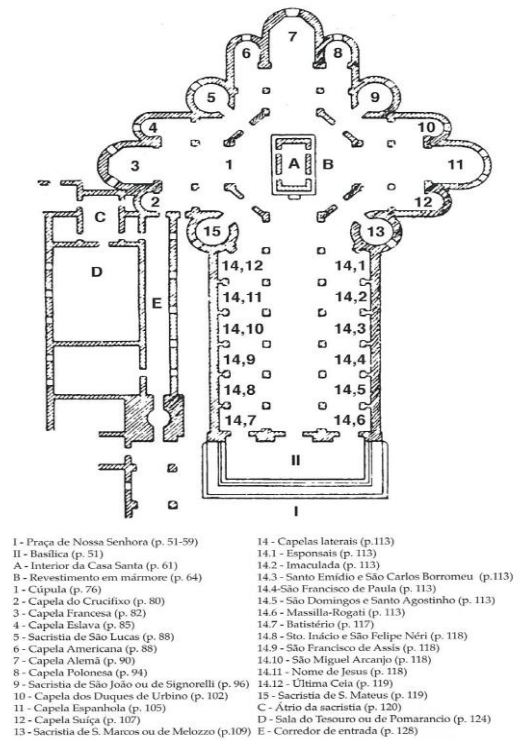 7
6
8
5
9
4
10
3
1
A
B
11
2
12
C
15
13
D
14,12
14,1
E
14,11
14,2
14,10
14,3
14,9
14,4
14,8
14,5
14,7
14,6
II
I
I - Praça de Nossa Senhora (p. 51-59)
II - Basílica (p. 51)
A - Interior da Casa Santa (p. 61)
B - Revestimento em mármore (p. 64)
1 - Cúpula (p. 76)
2 - Capela do Crucifixo (p. 80)
3 - Capela Francesa (p. 82)
4 - Capela Eslava (p. 85)
5 - Sacristia de São Lucas (p. 88)
6 - Capela Americana (p. 88)
7 - Capela Alemã (p. 90)
8 - Capela Polonesa (p. 94)
9 - Sacristia de São João ou de Signorelli (p. 96)
10 - Capela dos Duques de Urbino (p. 102)
11 - Capela Espanhola (p. 105)
12 - Capela Suíça (p. 107)
13 - Sacristia de S. Marcos ou de Melozzo (p.109)
14 - Capelas laterais (p.113)
14.1 - Esponsais (p. 113)
14.2 - Imaculada (p. 113)
14.3 - Santo Emídio e São Carlos Borromeu (p.113)
14.4-São Francisco de Paula (p. 113)
14.5 - São Domingos e Santo Agostinho (p. 113)
14.6 - Massilla-Rogati (p. 113)
14.7 - Batistério (p. 117)
14.8 - Sto. Inácio e São Felipe Néri (p. 118)
14.9 - São Francisco de Assis (p. 118)
14.10 - São Miguel Arcanjo (p. 118)
14.11 - Nome de Jesus (p. 118)
14.12 - Última Ceia (p. 119)
15 - Sacristia de S. Mateus (p. 119)
C - Átrio da sacristia (p. 120)
D - Sala do Tesouro ou de Pomarancio (p. 124)
E - Corredor de entrada (p. 128)